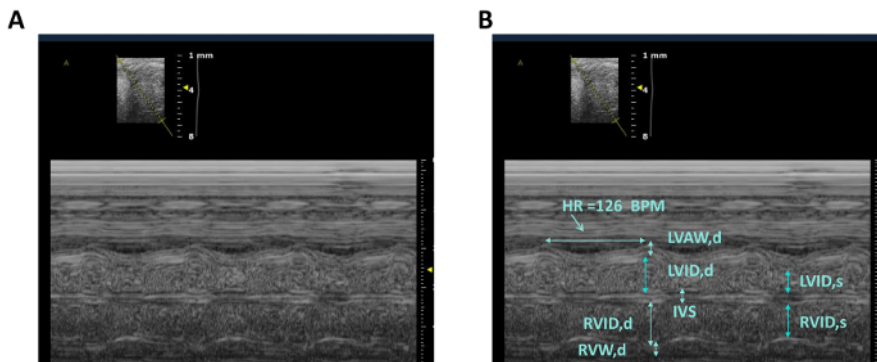 A
A
1 mm
4
8
B
A
1 mm
4
8
HR =126 BPM
LVAW,d
LVID,d
LVID,s
IVS
RVID,d
RVID,s
RVW,d